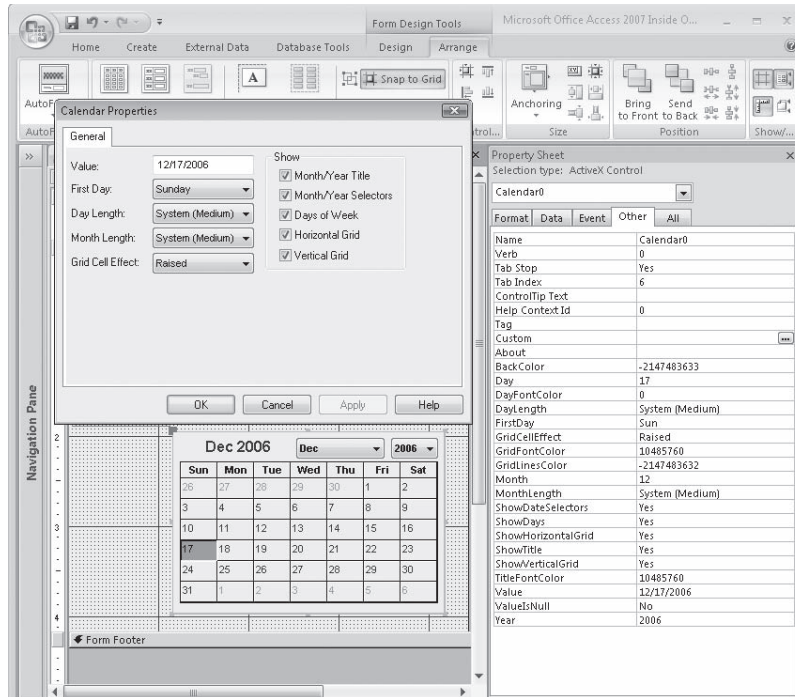 Form Design Tools
Microsoft Office Access 2007 Inside O...
Home Create External Data Database Tools Design Arrange
Snap to Grid
Anchoring
Bring to Front
Send to Back
Size
Position
Show/...
Calendar Properties
General
Value: 12/17/2006
First Day: Sunday
Day Length: System (Medium)
Month Length: System (Medium)
Grid Cell Effect: Raised
Show
Month/Year Title
Month/Year Selectors
Days of Week
Horizontal Grid
Vertical Grid
OK Cancel Apply Help
Navigation Pane
2
3
4
Dec 2006 Dec 2006
Sun Mon Tue Wed Thu Fri Sat
26 27 28 29 30 1 2
3 4 5 6 7 8 9
10 11 12 13 14 15 16
17 18 19 20 21 22 23
24 25 26 27 28 29 30
31 1 2 3 4 5 6
Form Footer
Property Sheet
Selection type: ActiveX Control
Calendar0
Format Data Event Other All
Name Calendar0
Verb 0
Tab Stop Yes
Tab Index 6
ControlTip Text
Help Context Id 0
Tag
Custom
About
BackColor -2147483633
Day 17
DayFontColor 0
DayLength System (Medium)
FirstDay Sun
GridCellEffect Raised
GridFontColor 10485760
GridLinesColor -2147483632
Month 12
MonthLength System (Medium)
ShowDateSelectors Yes
ShowDays Yes
ShowHorizontalGrid Yes
ShowTitle Yes
ShowVerticalGrid Yes
TitleFontColor 10485760
Value 12/17/2006
ValueIsNull No
Year 2006